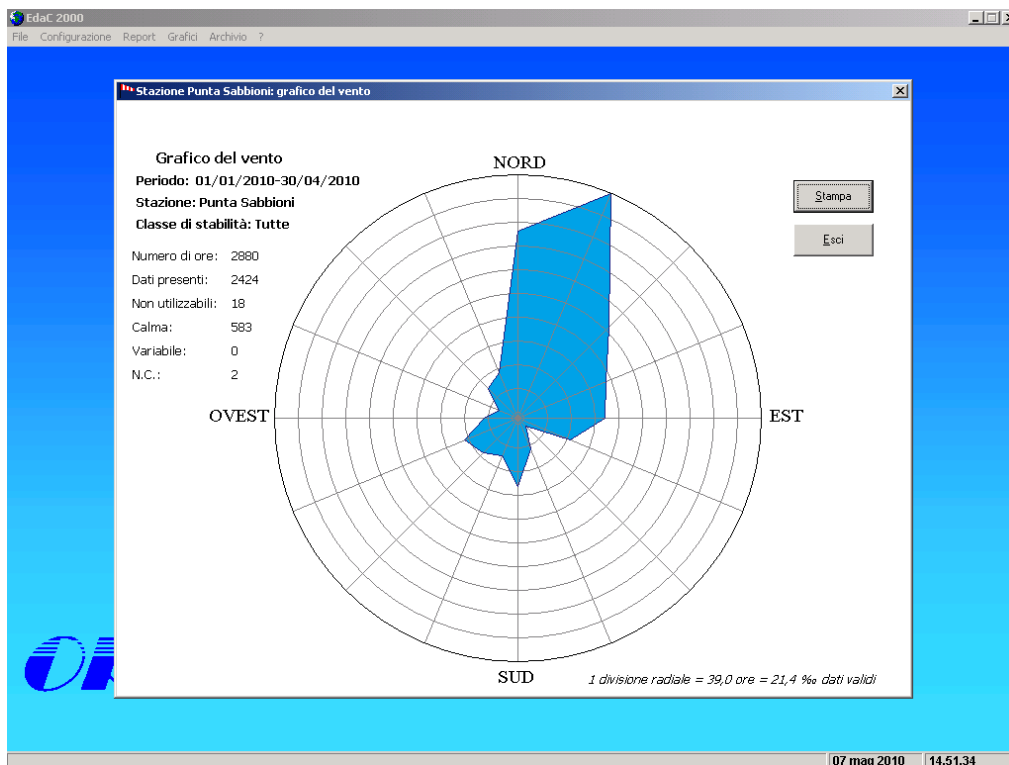 EdaC 2000
File Configurazione Report Grafici Archivio ?
Stazione Punta Sabbioni: grafico del vento
Grafico del vento
Periodo: 01/01/2010-30/04/2010
Stazione: Punta Sabbioni
Classe di stabilità: Tutte
Numero di ore: 2880
Dati presenti: 2424
Non utilizzabili: 18
Calma: 583
Variabile: 0
N.C.: 2
NORD
OVEST
EST
SUD
Stampa
Esci
1 divisione radiale = 39,0 ore = 21,4 ‰ dati validi
07 mag 2010 14.51.34